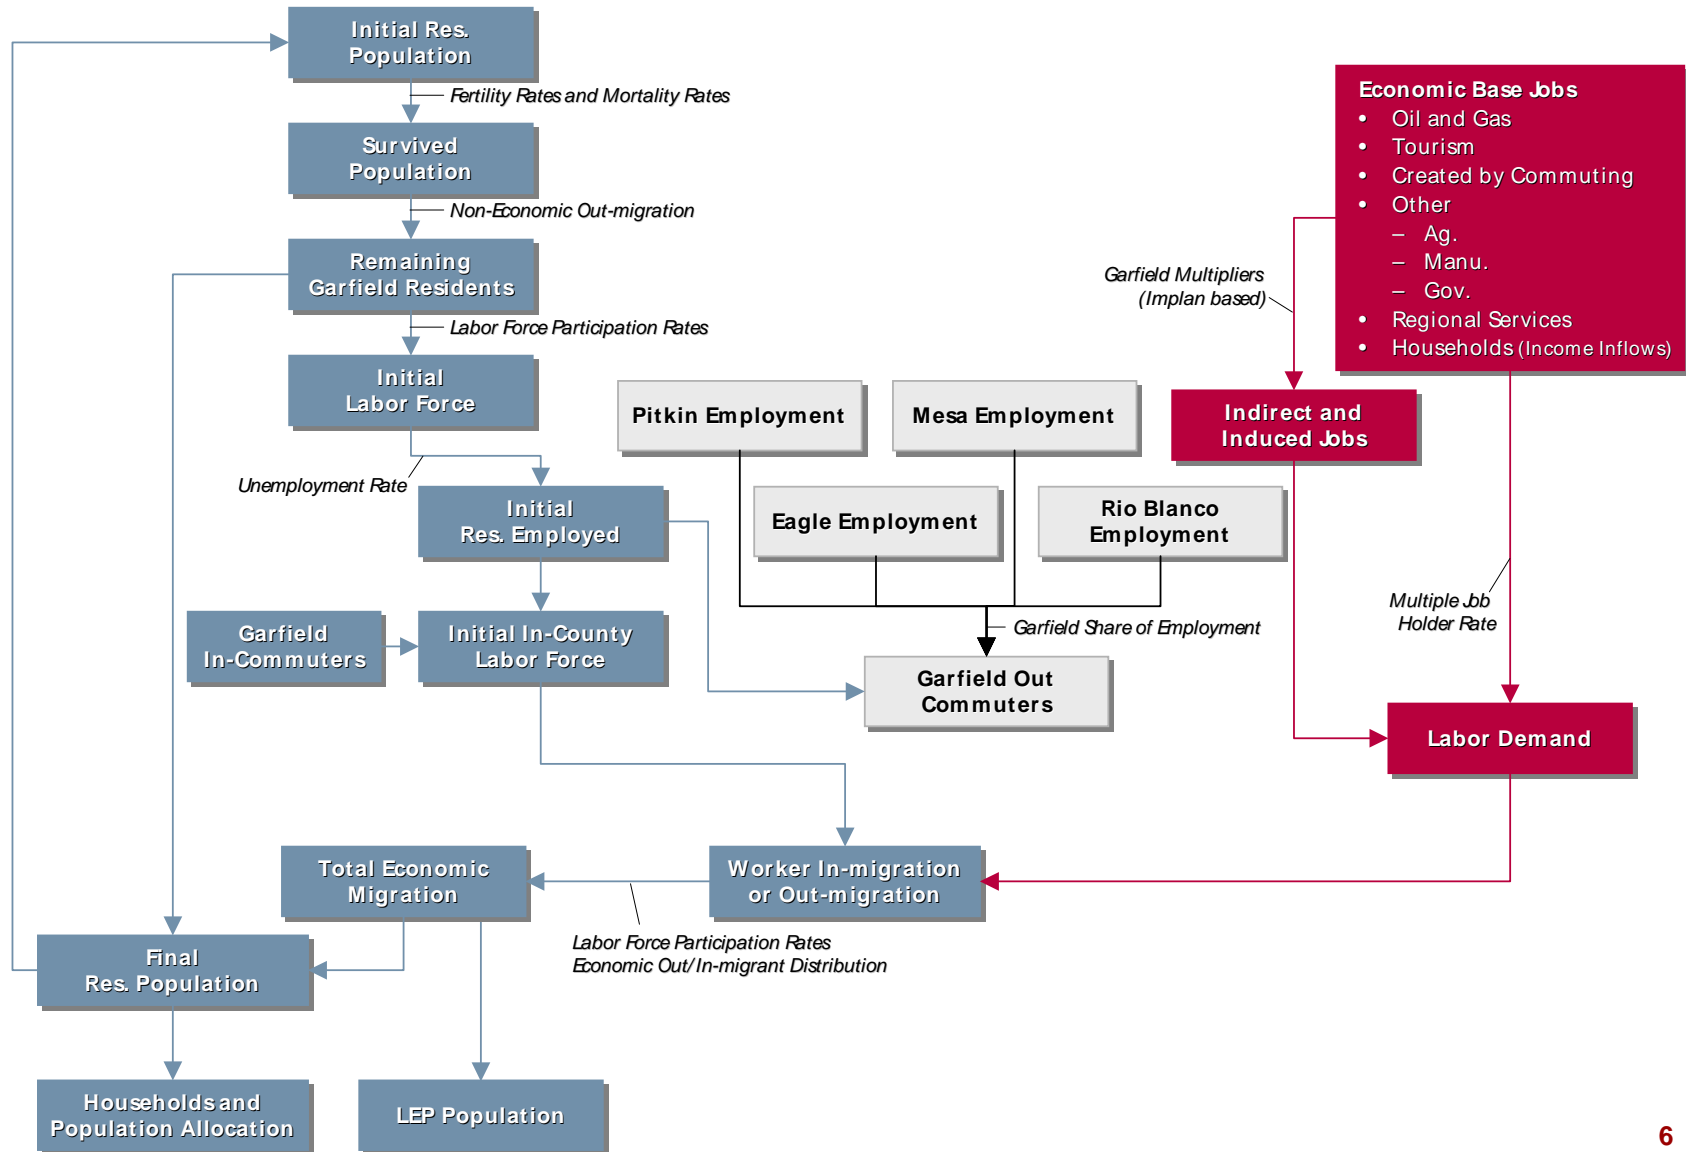 Initial Res.
Population
Fertility Rates and Mortality Rates
Survived
Population
Non-Economic Out-migration
Remaining
Garfield Residents
Labor Force Participation Rates
Initial
Labor Force
Unemployment Rate
Initial
Res. Employed
Garfield
In-Commuters
Initial In-County
Labor Force
Pitkin Employment
Mesa Employment
Eagle Employment
Rio Blanco
Employment
Garfield Share of Employment
Garfield Out
Commuters
Economic Base Jobs
• Oil and Gas
• Tourism
• Created by Commuting
• Other
– Ag.
– Manu.
– Gov.
• Regional Services
• Households (Income Inflows)
Garfield Multipliers
(Implan based)
Indirect and
Induced Jobs
Multiple Job
Holder Rate
Labor Demand
Worker In-migration
or Out-migration
Labor Force Participation Rates
Economic Out/In-migrant Distribution
Total Economic
Migration
Final
Res. Population
Households and
Population Allocation
LEP Population
6